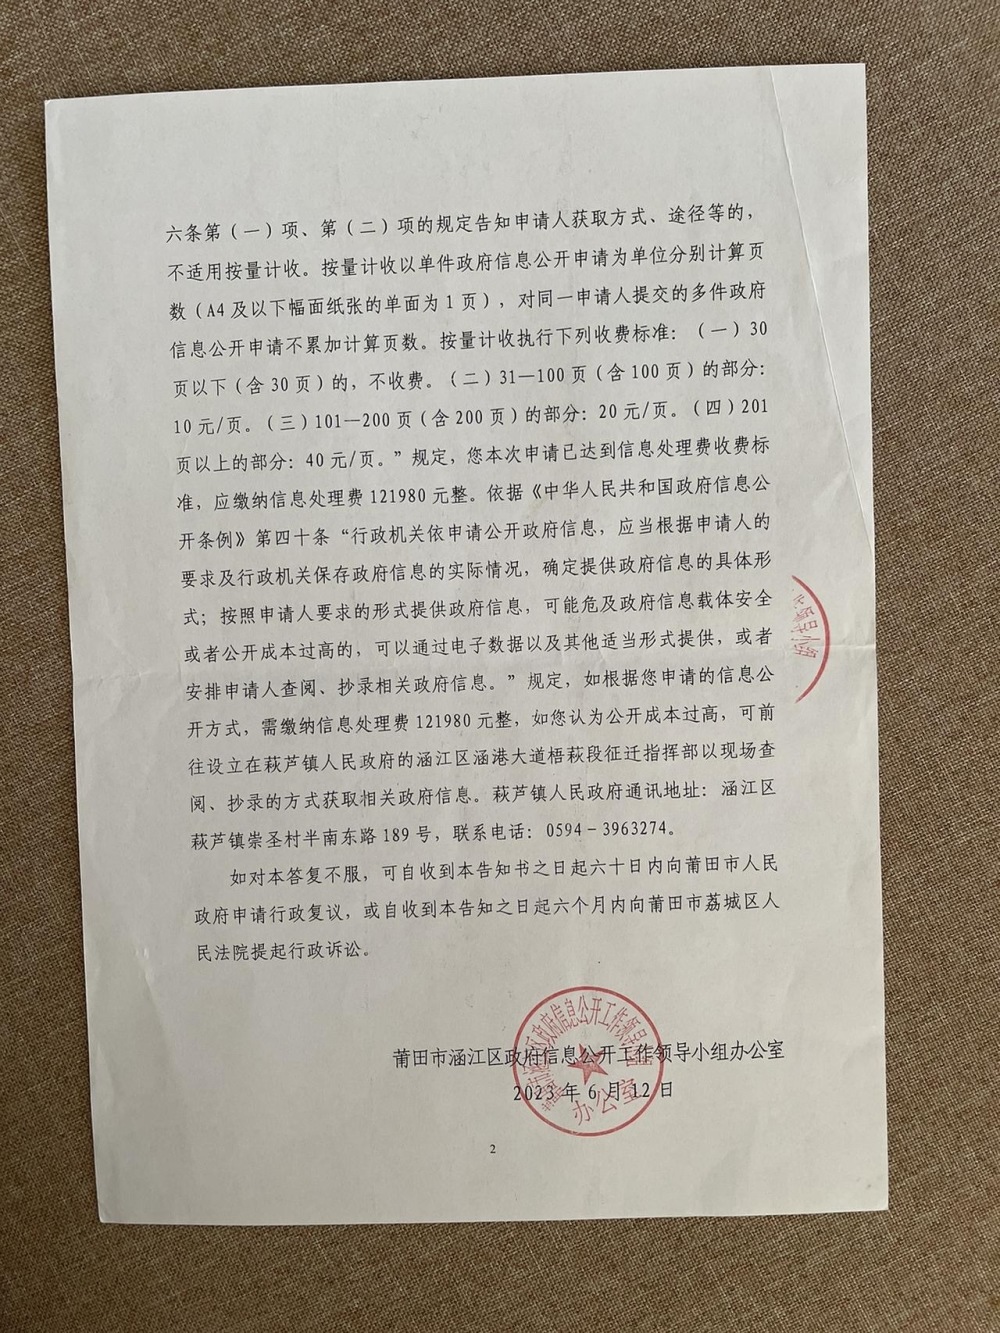 六条第（一）项、第（二）项的规定告知申请人获取方式、途径等的，
不适用按量计收。按量计收以单件政府信息公开申请为单位分别计算页
数（A4及以下幅面纸张的单面为1页），对同一申请人提交的多件政府
信息公开申请不累加计算页数。按量计收执行下列收费标准：（一）30
页以下（含30页）的，不收费。（二）31—100页（含100页）的部分：
10元/页。（三）101—200页（含200页）的部分：20元/页。（四）201
页以上的部分：40元/页。”规定，您本次申请已达到信息处理费收费标
准，应缴纳信息处理费121980元整。依据《中华人民共和国政府信息公
开条例》第四十条“行政机关依申请公开政府信息，应当根据申请人的
要求及行政机关保存政府信息的实际情况，确定提供政府信息的具体形
式；按照申请人要求的形式提供政府信息，可能危及政府信息载体安全
或者公开成本过高的，可以通过电子数据以及其他适当形式提供，或者
安排申请人查阅、抄录相关政府信息。”规定，如根据您申请的信息公
开方式，需缴纳信息处理费121980元整，如您认为公开成本过高，可前
往设立在萩芦镇人民政府的涵江区涵港大道梧萩段征迁指挥部以现场查
阅、抄录的方式获取相关政府信息。萩芦镇人民政府通讯地址：涵江区
萩芦镇崇圣村半南东路189号，联系电话：0594－3963274。
如对本答复不服，可自收到本告知书之日起六十日内向莆田市人民
政府申请行政复议，或自收到本告知之日起六个月内向莆田市荔城区人
民法院提起行政诉讼。
莆田市涵江区政府信息公开工作领导小组办公室
2023年6月12日
办公室
2